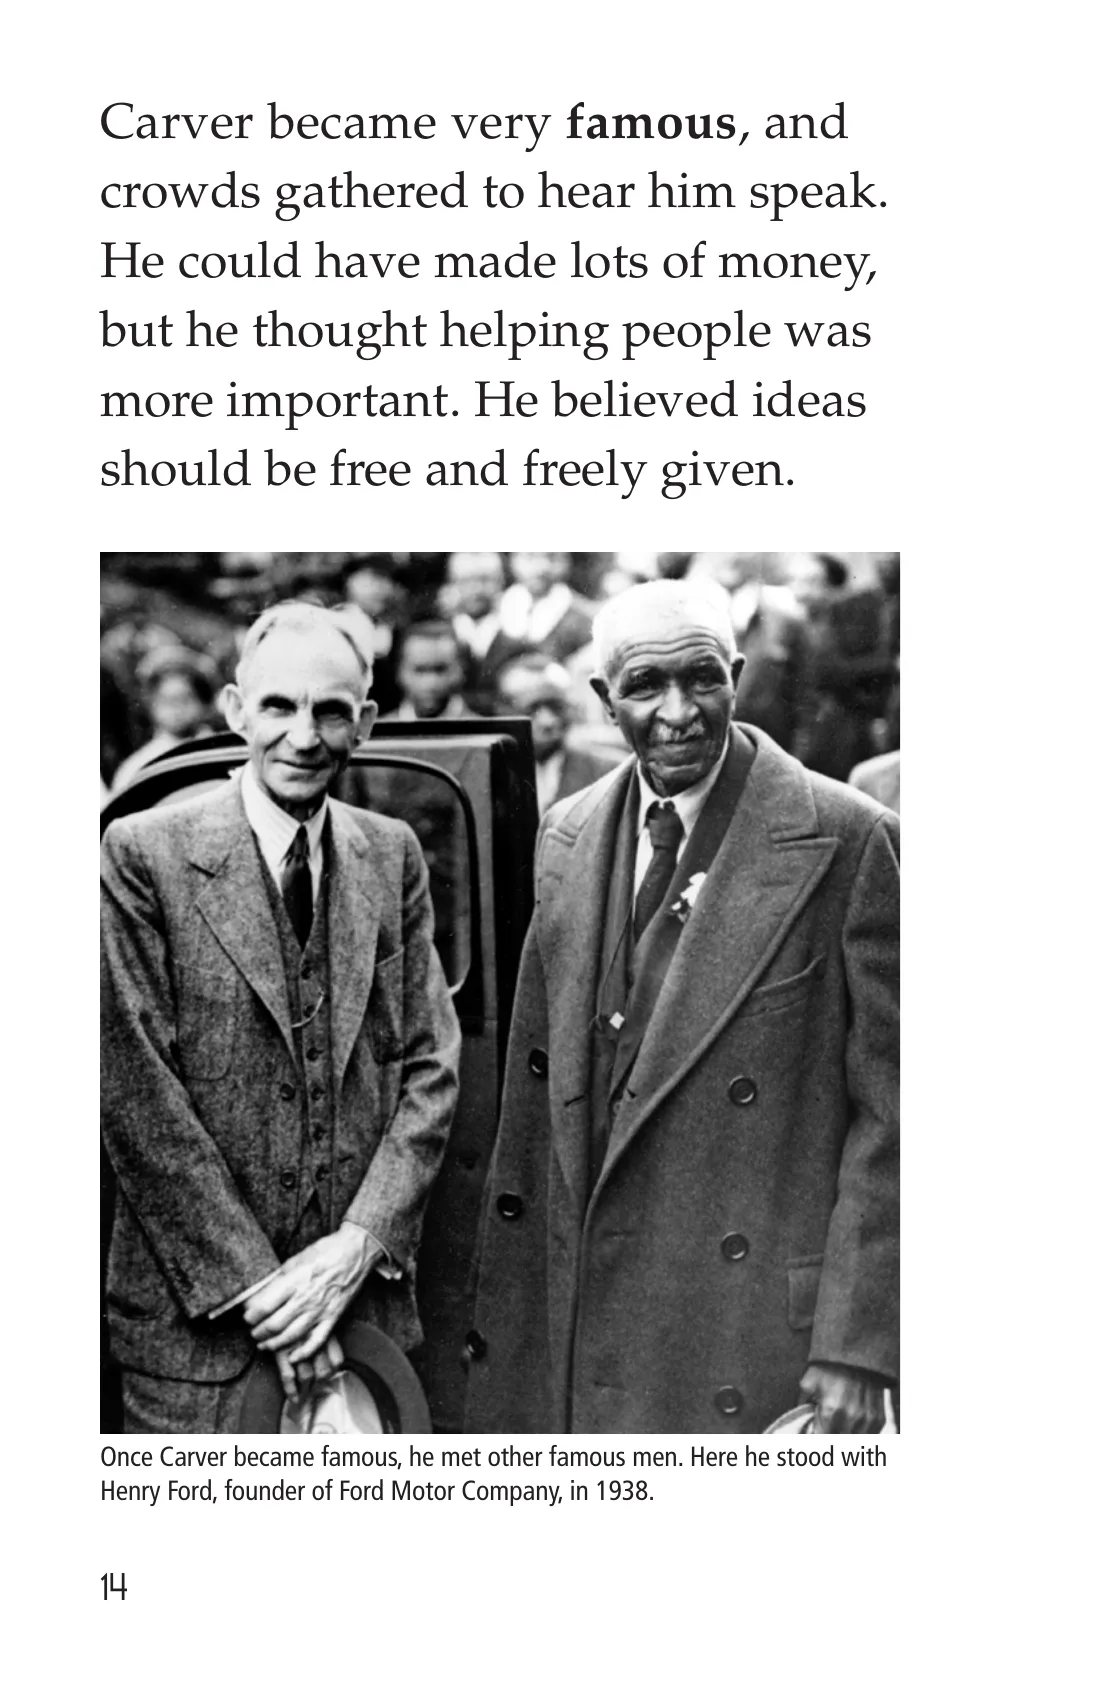 Carver became very famous, and
crowds gathered to hear him speak.
He could have made lots of money,
but he thought helping people was
more important. He believed ideas
should be free and freely given.
Once Carver became famous, he met other famous men. Here he stood with
Henry Ford, founder of Ford Motor Company, in 1938.
14